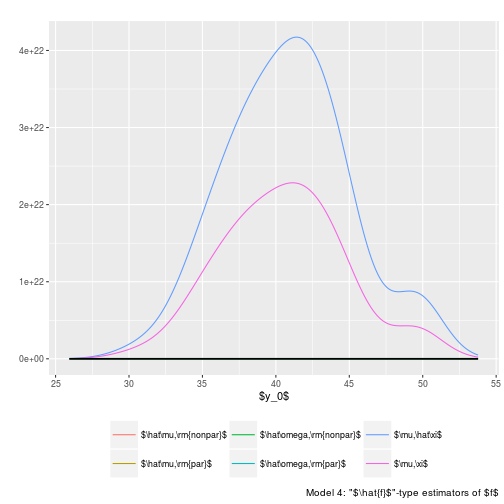 4e+22
3e+22
2e+22
1e+22
0e+00
25 30 35 40 45 50 55
$y_0$
$\hat\mu,\rm{nonpar}$ $\hat\omega,\rm{nonpar}$ $\mu,\hat\xi$
$\hat\mu,\rm{par}$ $\hat\omega,\rm{par}$ $\mu,\xi$
Model 4: "$\hat{f}$"-type estimators of $f$